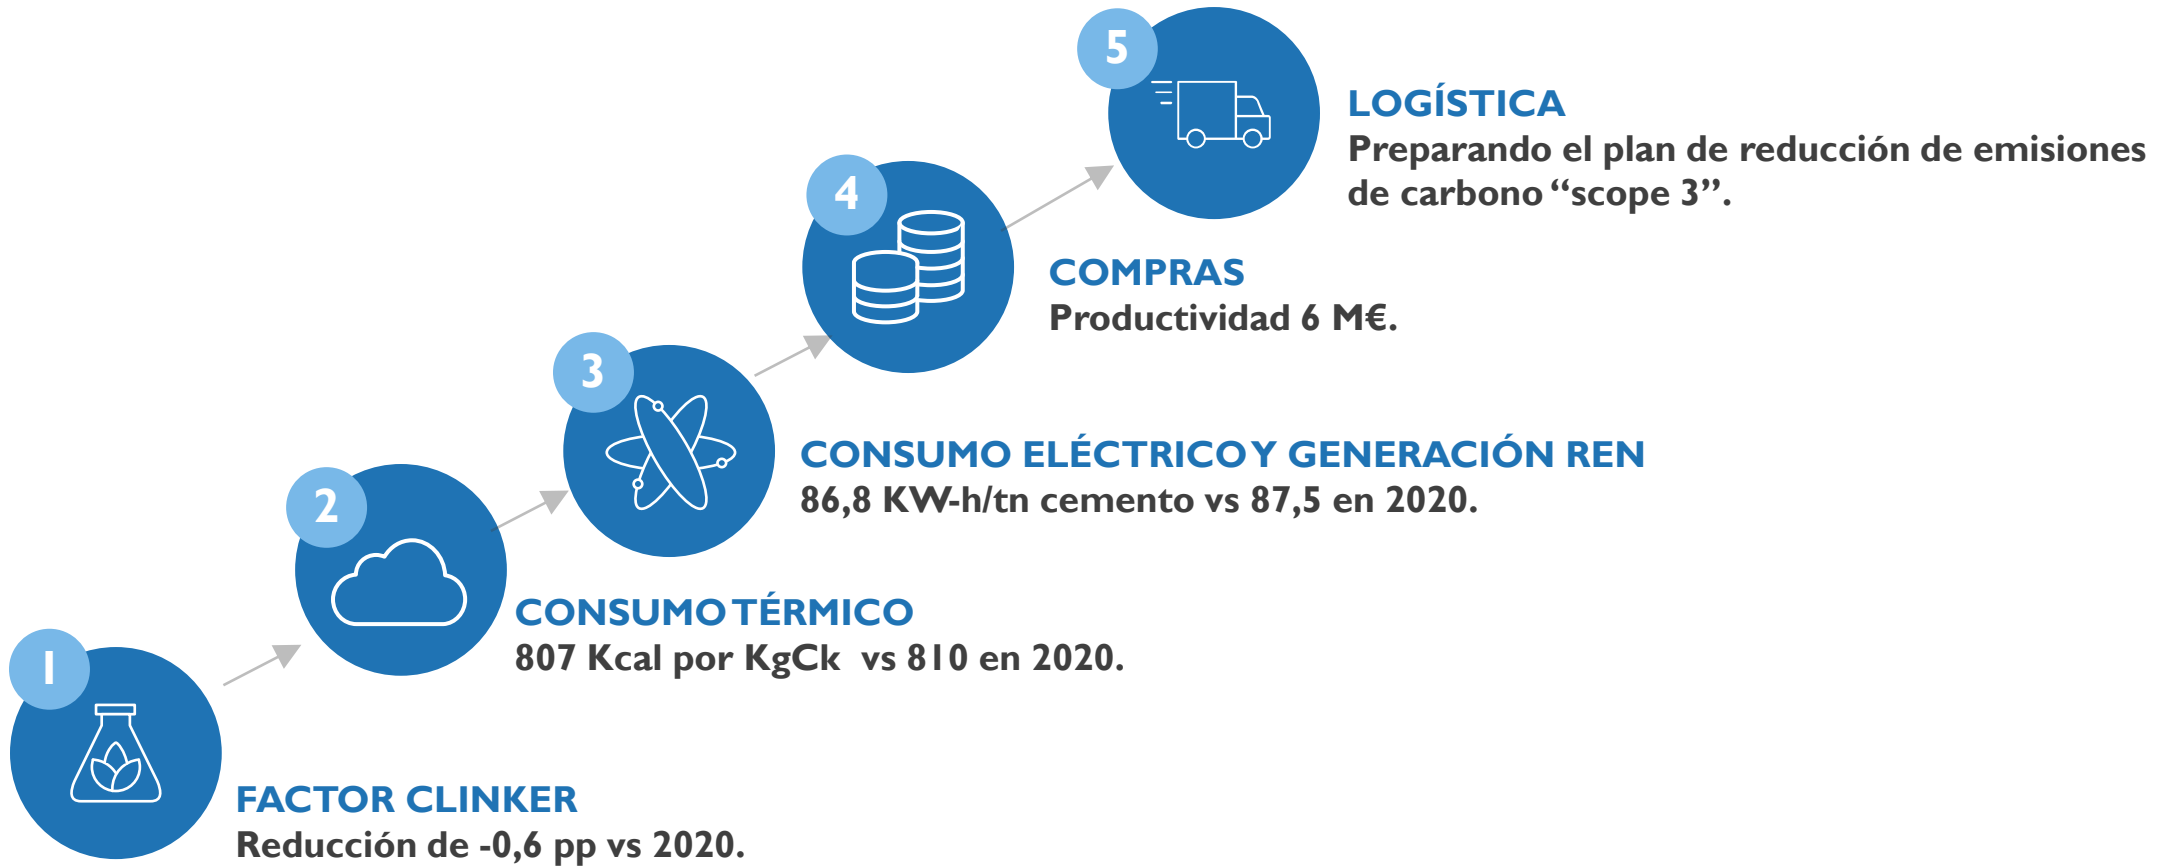 5
LOGÍSTICA
Preparando el plan de reducción de emisiones
de carbono “scope 3”.
4
COMPRAS
Productividad 6 M€.
3
CONSUMO ELÉCTRICO Y GENERACIÓN REN
86,8 KW-h/tn cemento vs 87,5 en 2020.
2
CONSUMO TÉRMICO
807 Kcal por KgCk vs 810 en 2020.
1
FACTOR CLINKER
Reducción de -0,6 pp vs 2020.